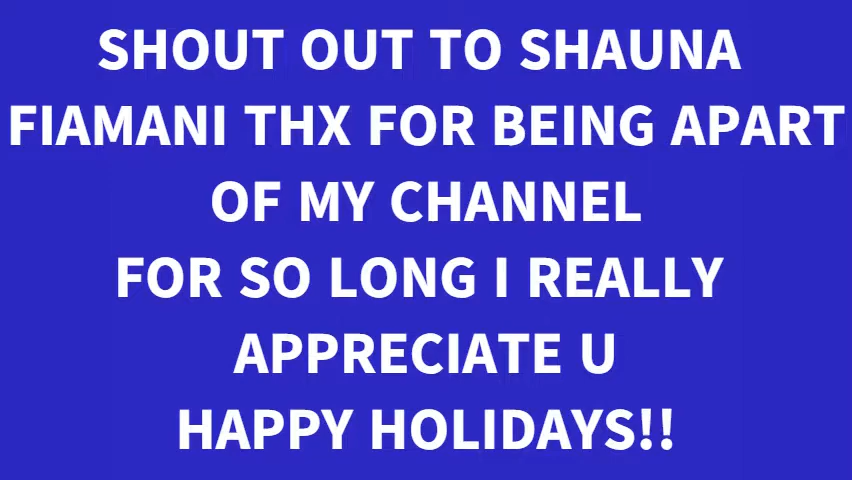 SHOUT OUT TO SHAUNA
FIAMANI THX FOR BEING APART
OF MY CHANNEL
FOR SO LONG I REALLY
APPRECIATE U
HAPPY HOLIDAYS!!